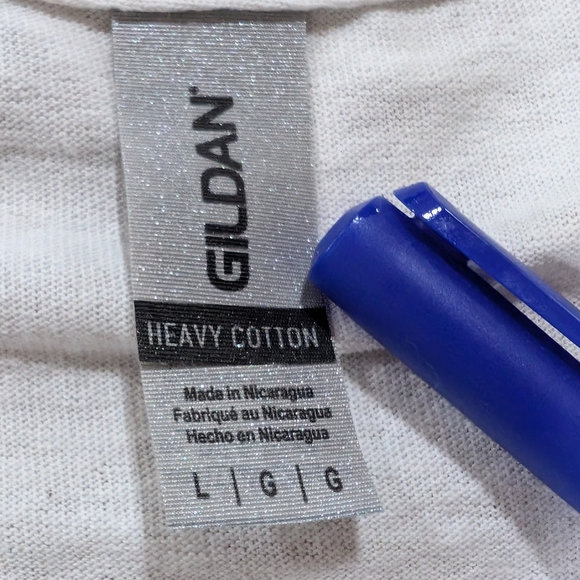 GILDAN®
HEAVY COTTON
Made in Nicaragua
Fabriqué au Nicaragua
Hecho en Nicaragua
L | G | G